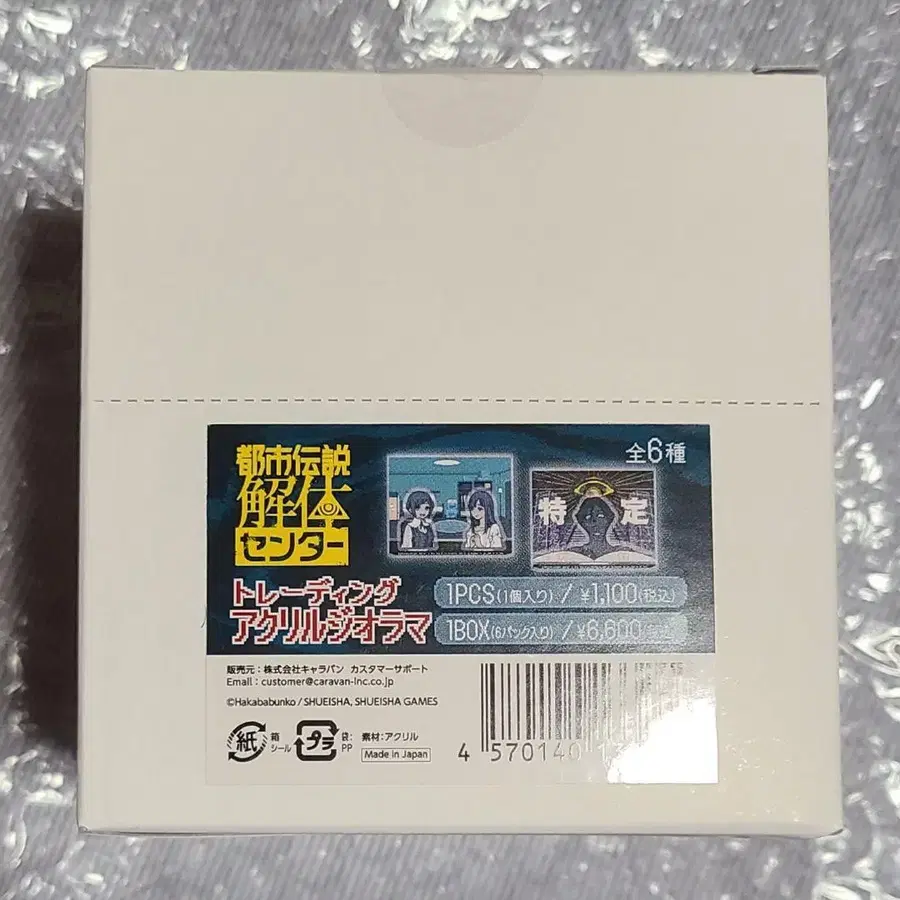 都市伝説
解体
センター
全6種
特定
トレーディング
アクリルジオラマ
1PCS(1個入り) / ¥1,100(税込)
1BOX(6パック入り) / ¥6,600
販売元:株式会社キャラバン カスタマーサポート
Email : customer@caravan-inc.co.jp
©Hakababunko / SHUEISHA, SHUEISHA GAMES
紙
箱
シール
プラ
袋:
PP
素材:アクリル
Made in Japan
4 570140